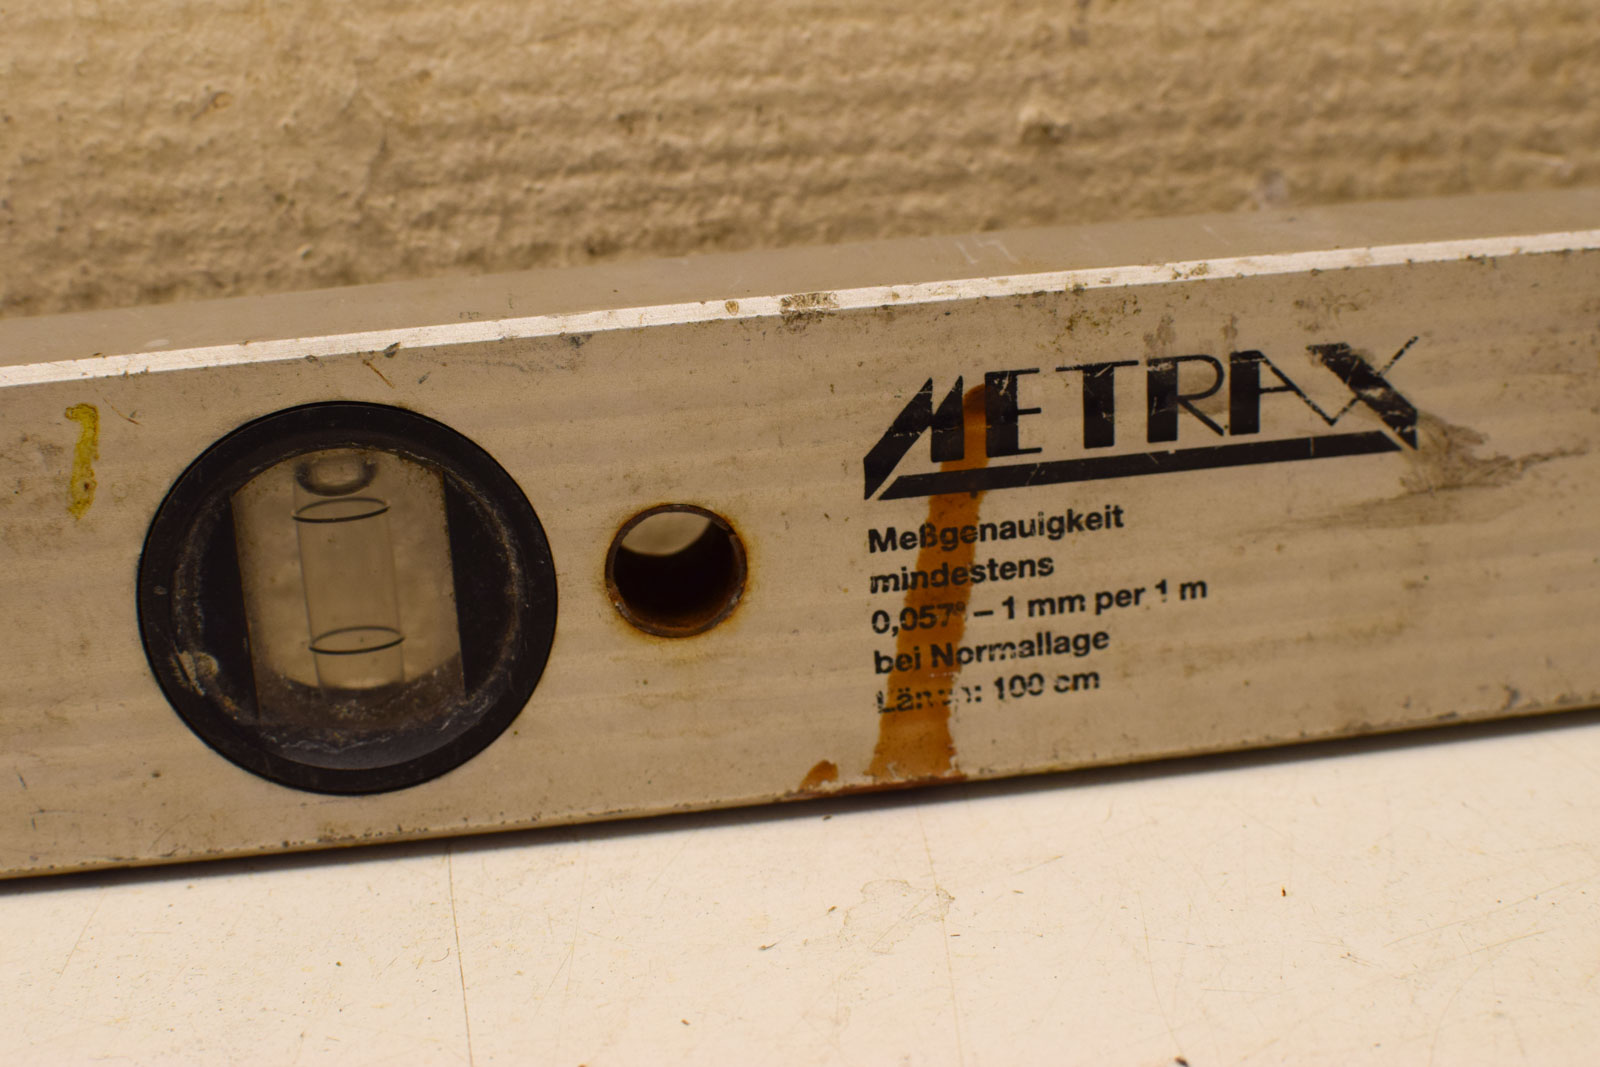 METRAX
Meßgenauigkeit
mindestens
0,057° – 1 mm per 1 m
bei Normallage
100 cm